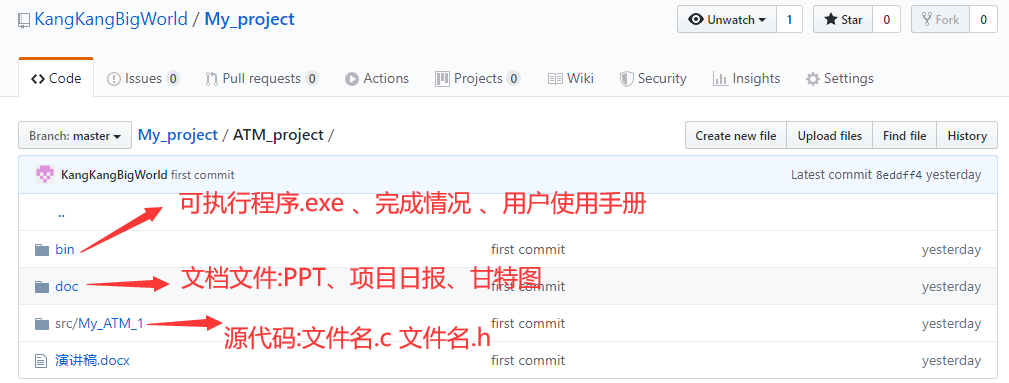 KangKangBigWorld / My_project
Unwatch 1 Star 0 Fork 0
Code Issues 0 Pull requests 0 Actions Projects 0 Wiki Security Insights Settings
Branch: master My_project / ATM_project / Create new file Upload files Find file History
KangKangBigWorld first commit Latest commit 8eddff4 yesterday
..
可执行程序.exe 、完成情况 、用户使用手册
bin first commit yesterday
文档文件:PPT、项目日报、甘特图
doc first commit yesterday
src/My_ATM_1 first commit yesterday
源代码:文件名.c 文件名.h
演讲稿.docx first commit yesterday